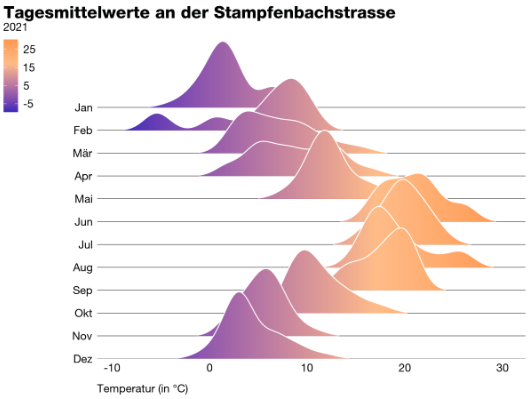 Tagesmittelwerte an der Stampfenbachstrasse
2021
25
15
5
-5
Jan
Feb
Mär
Apr
Mai
Jun
Jul
Aug
Sep
Okt
Nov
Dez
-10 0 10 20 30
Temperatur (in °C)